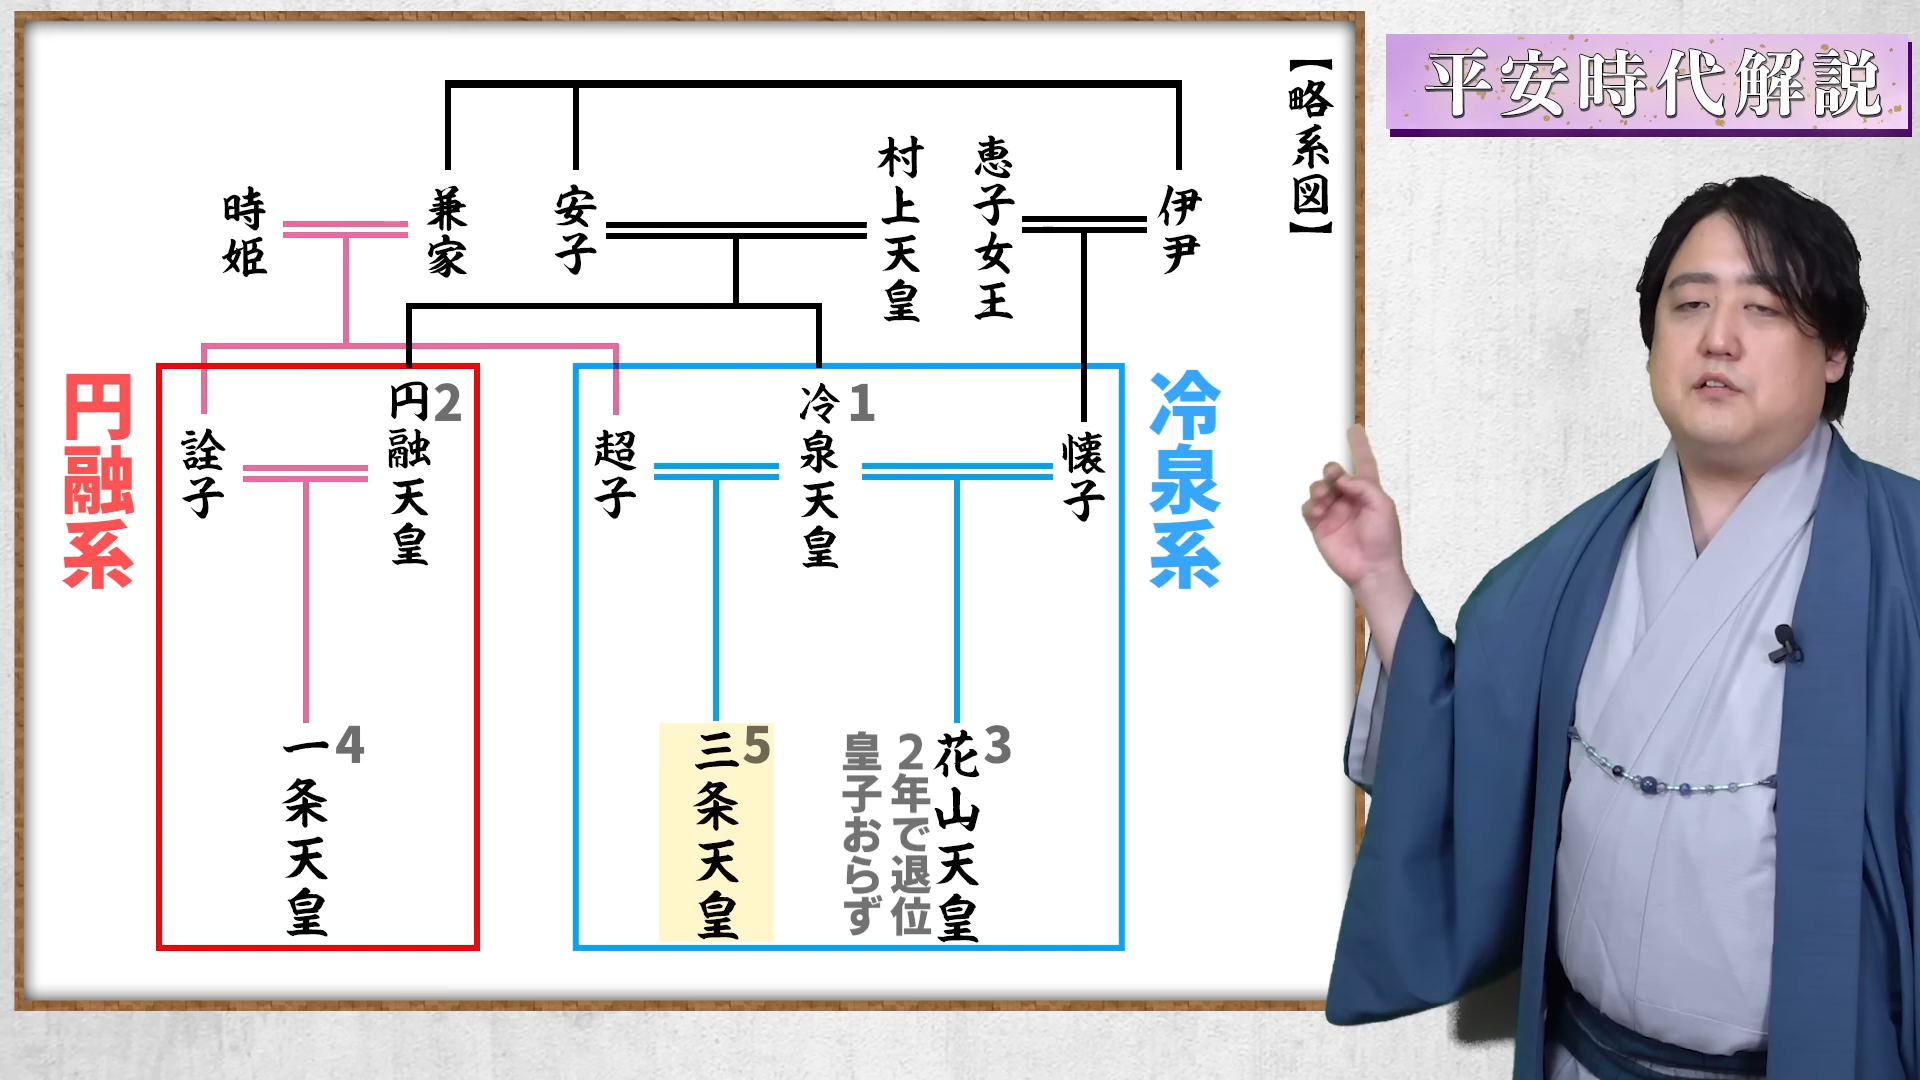 平安時代解説
【略系図】
伊尹
恵子女王
村上天皇
安子
兼家
時姫
冷泉系
懐子
冷泉天皇
1
超子
円融天皇
2
詮子
円融系
花山天皇
3
2年で退位
皇子おらず
三条天皇
5
一条天皇
4